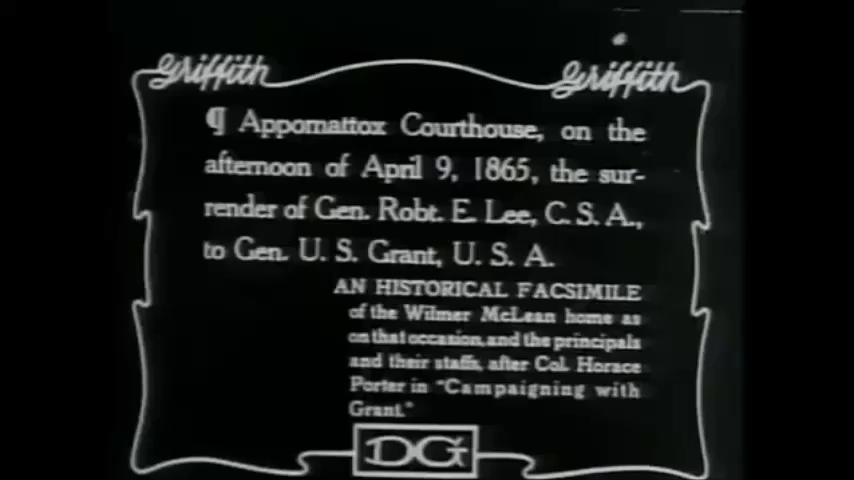 Griffith Griffith
¶ Appomattox Courthouse, on the
afternoon of April 9, 1865, the sur-
render of Gen. Robt. E. Lee, C. S. A.,
to Gen. U. S. Grant, U. S. A.
AN HISTORICAL FACSIMILE
of the Wilmer McLean home as
on that occasion, and the principals
and their staffs, after Col. Horace
Porter in "Campaigning with
Grant."
DG